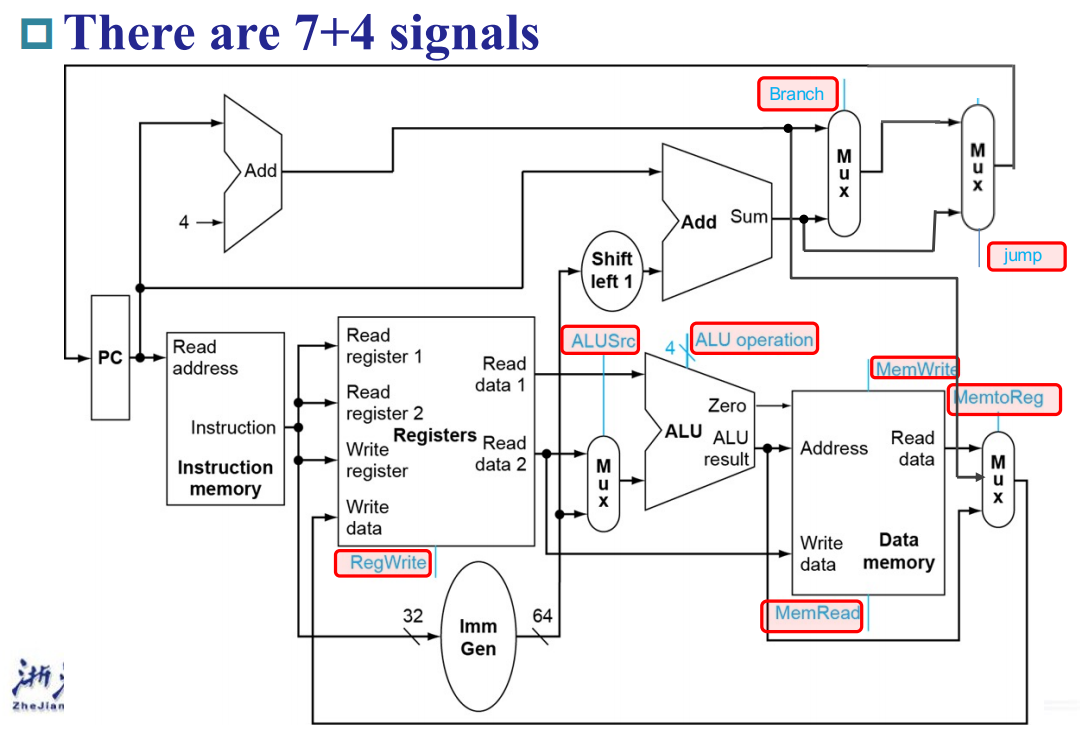 There are 7+4 signals
Branch
M
u
x
M
u
x
Add
4
Add
Sum
Shift
left 1
jump
PC
Read
address
Instruction
Instruction
memory
Read
register 1
Read
register 2
Write
register
Write
data
Registers
Read
data 1
Read
data 2
RegWrite
ALUSrc
M
u
x
4
ALU operation
Zero
ALU
ALU
result
MemWrite
MemtoReg
Address
Read
data
Write
data
Data
memory
M
u
x
MemRead
32
Imm
Gen
64
浙
ZheJian